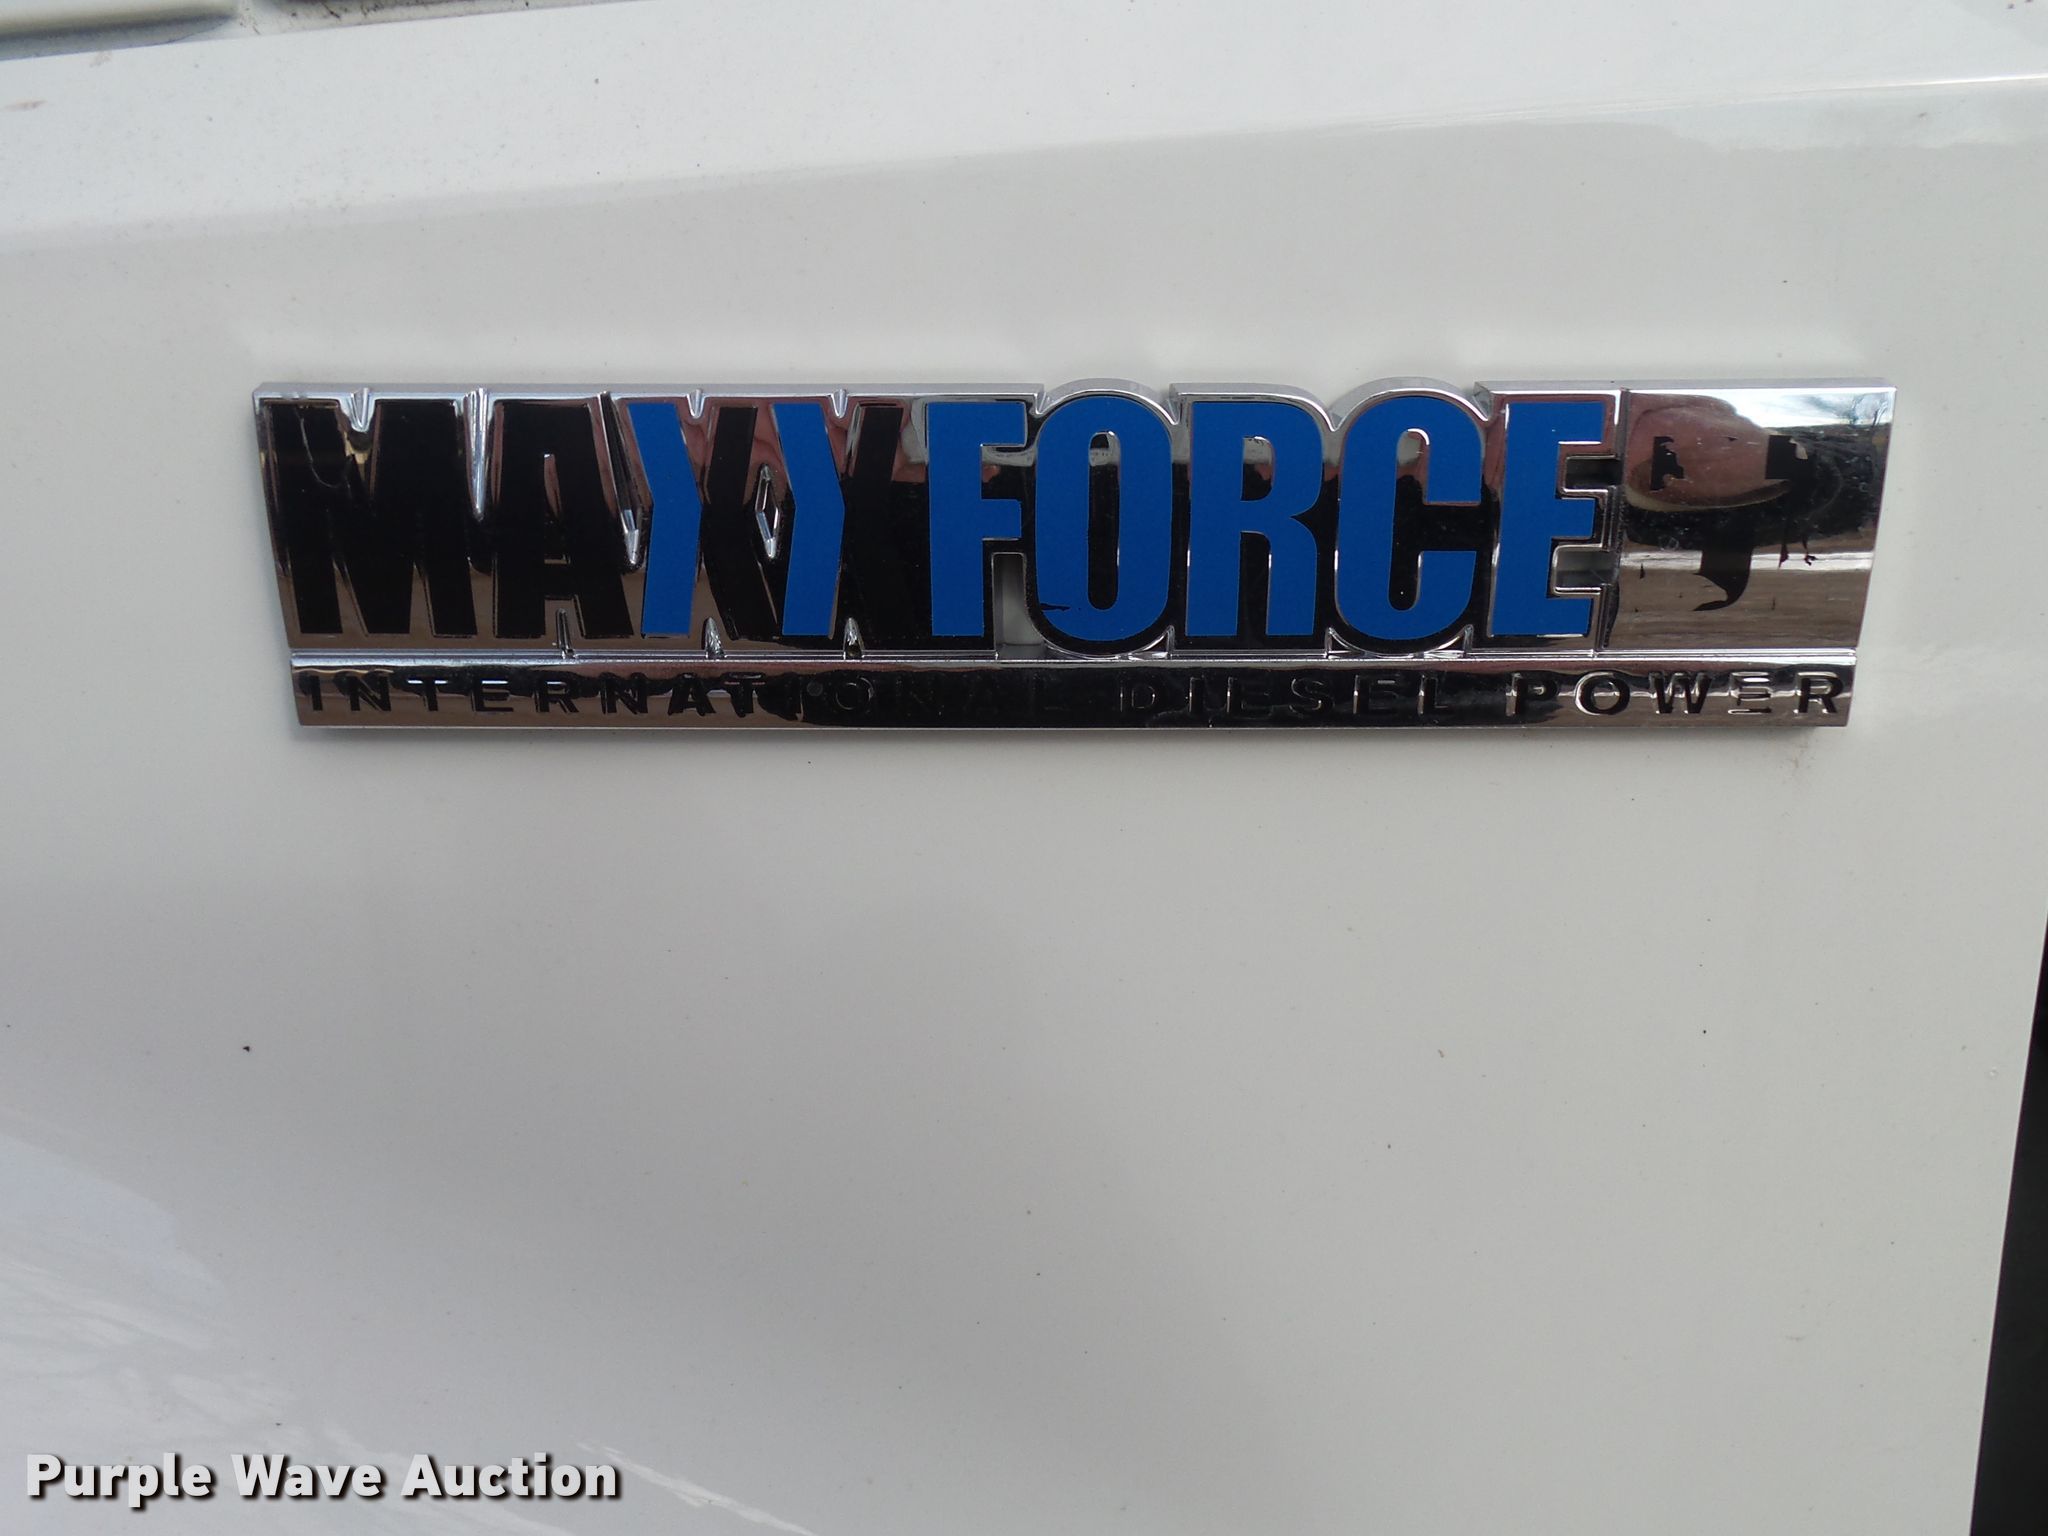 MAXXFORCE
INTERNATIONAL DIESEL POWER
Purple Wave Auction